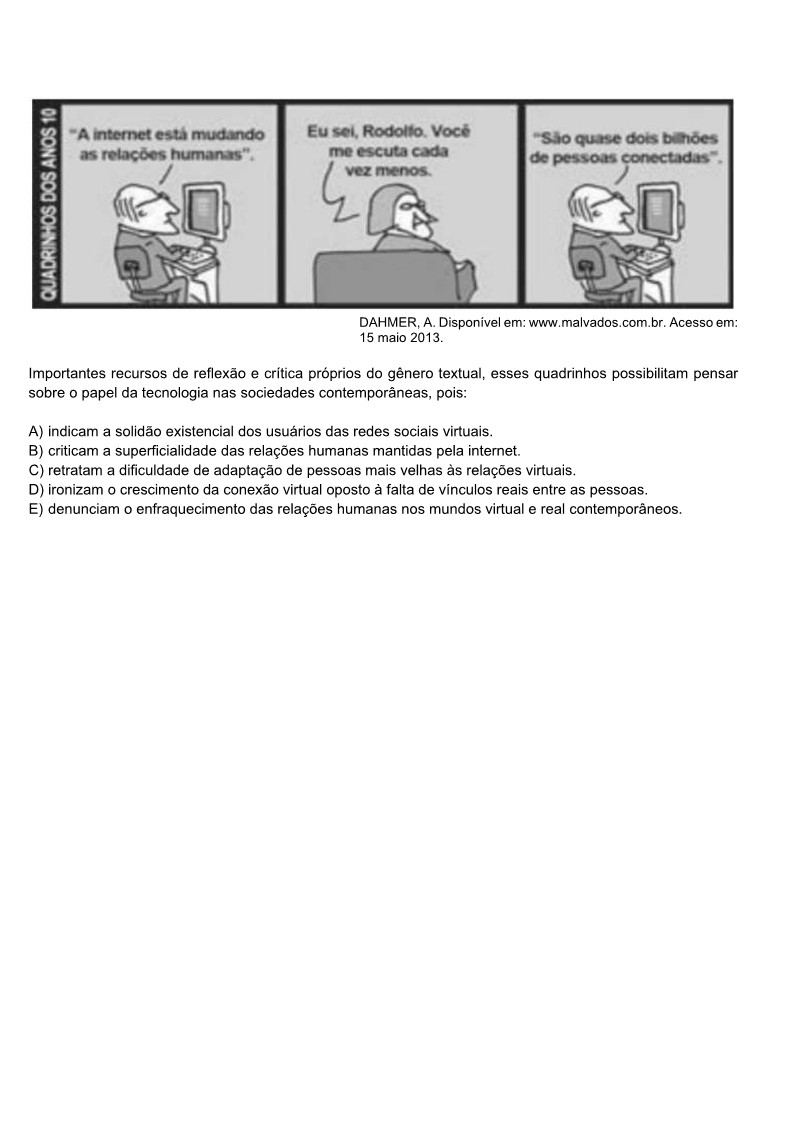 QUADRINHOS DOS ANOS 10
"A internet está mudando
as relações humanas".
Eu sei, Rodolfo. Você
me escuta cada
vez menos.
"São quase dois bilhões
de pessoas conectadas".
DAHMER, A. Disponível em: www.malvados.com.br. Acesso em:
15 maio 2013.
Importantes recursos de reflexão e crítica próprios do gênero textual, esses quadrinhos possibilitam pensar
sobre o papel da tecnologia nas sociedades contemporâneas, pois:
A) indicam a solidão existencial dos usuários das redes sociais virtuais.
B) criticam a superficialidade das relações humanas mantidas pela internet.
C) retratam a dificuldade de adaptação de pessoas mais velhas às relações virtuais.
D) ironizam o crescimento da conexão virtual oposto à falta de vínculos reais entre as pessoas.
E) denunciam o enfraquecimento das relações humanas nos mundos virtual e real contemporâneos.